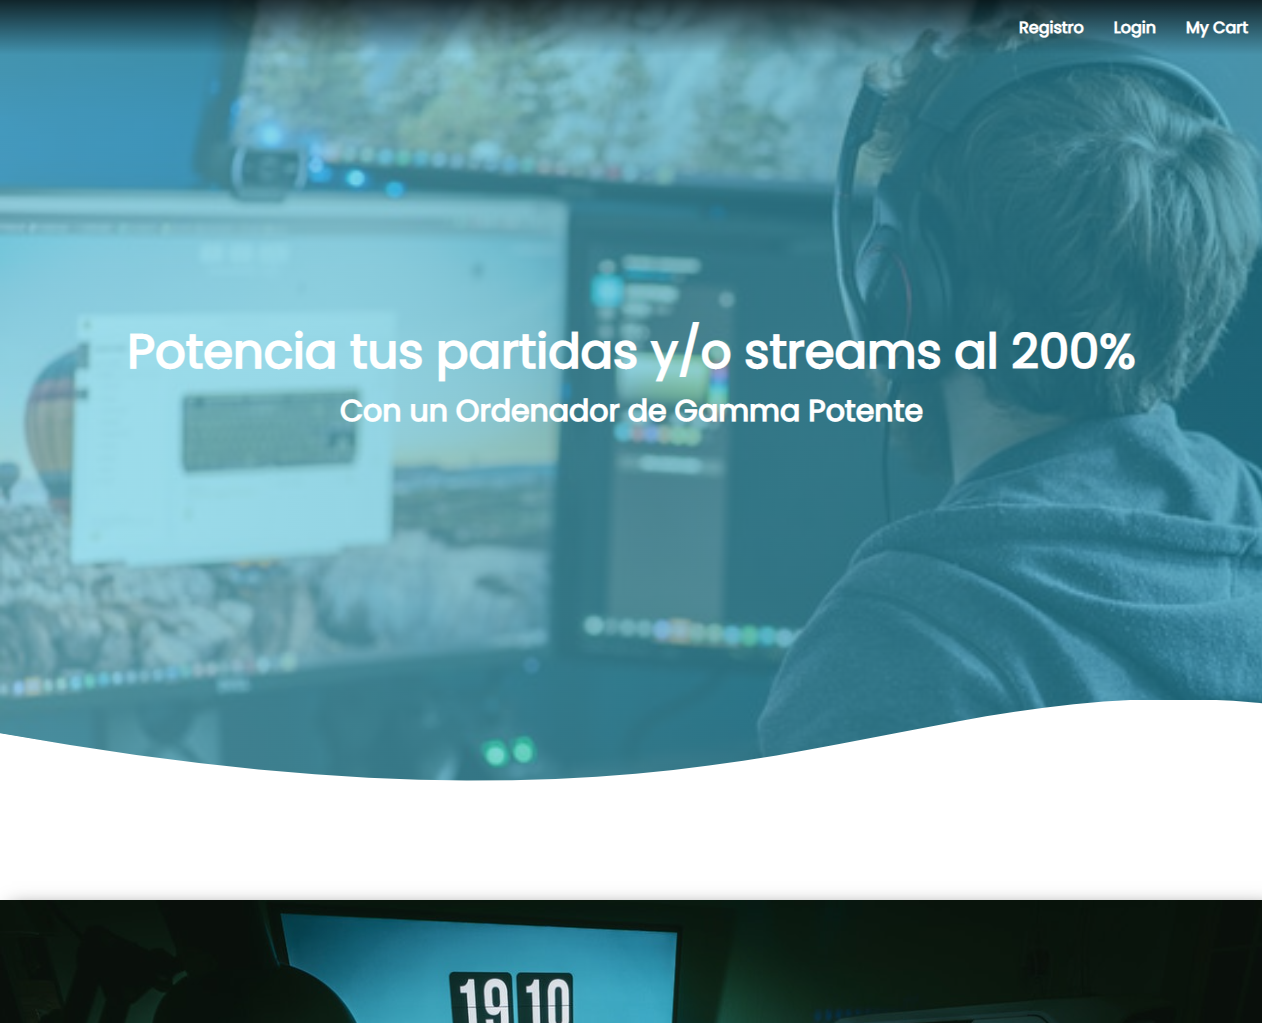 Registro Login My Cart
Potencia tus partidas y/o streams al 200%
Con un Ordenador de Gamma Potente
19 10